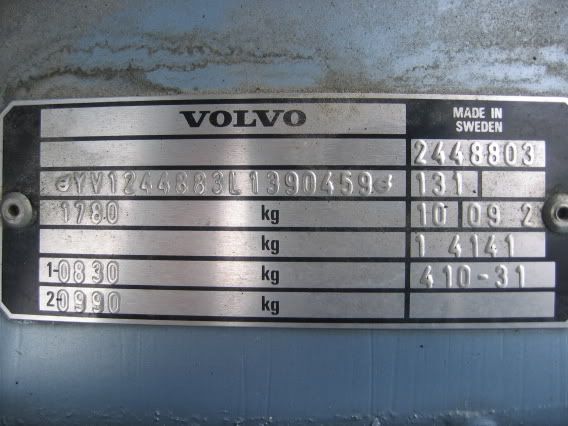 VOLVO
MADE IN
SWEDEN
2448803
YV1244883L1390459
131
1780 kg
10 09 2
kg
1 4141
1-0830 kg
410-31
2-0990 kg